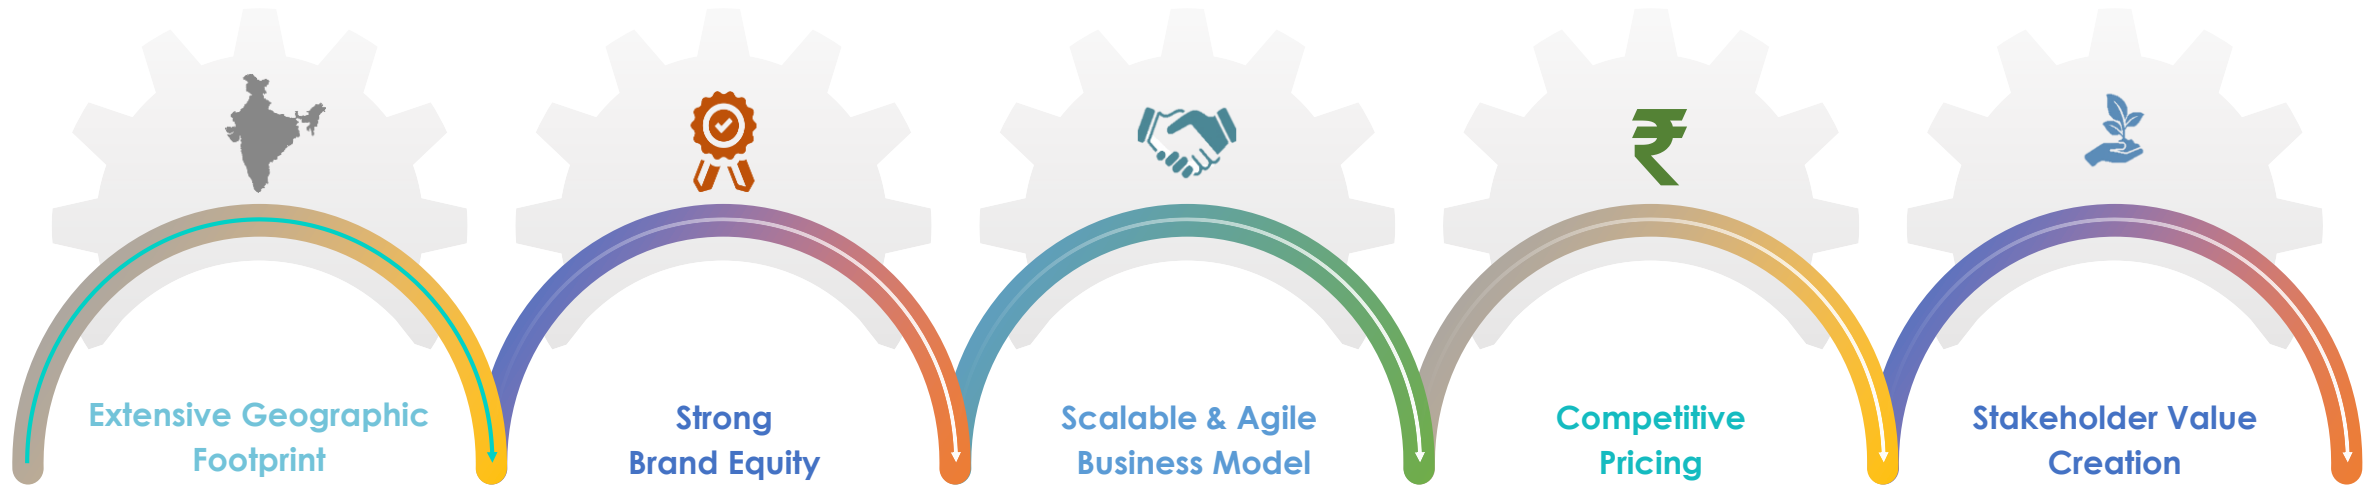 Extensive Geographic
Footprint
Strong
Brand Equity
Scalable & Agile
Business Model
₹
Competitive
Pricing
Stakeholder Value
Creation